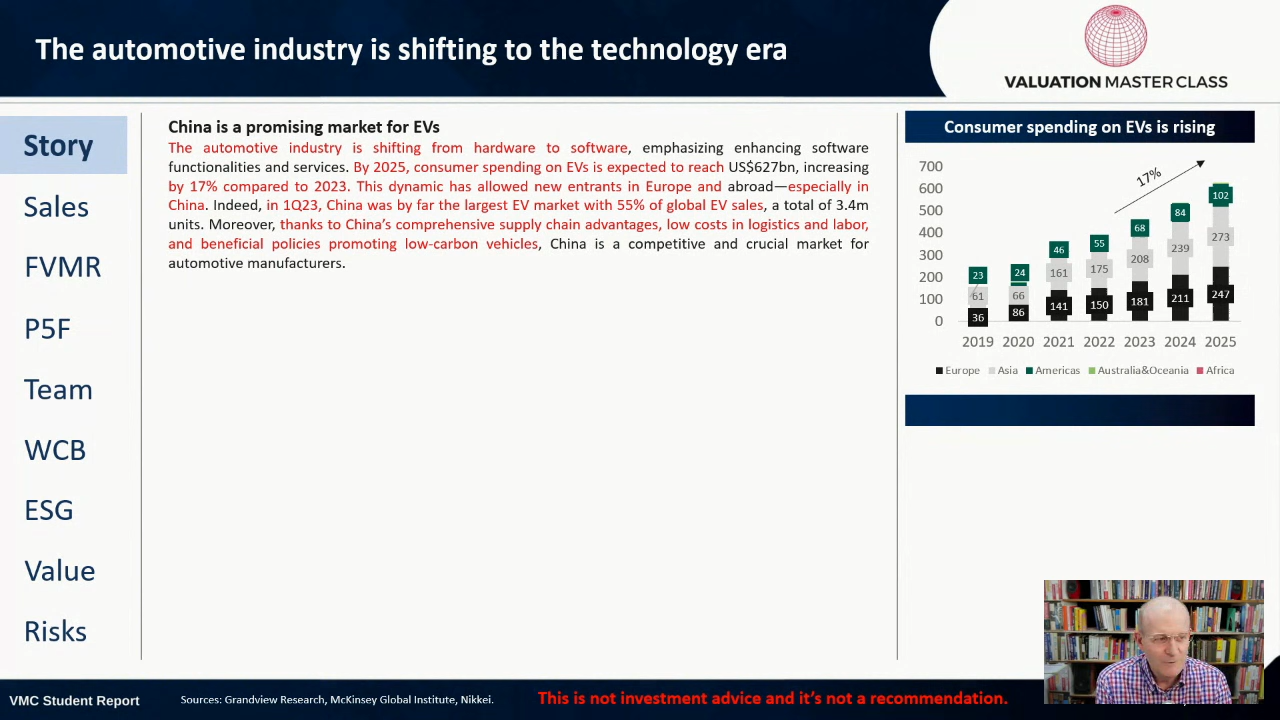 The automotive industry is shifting to the technology era
VALUATION MASTER CLASS
Story
Sales
FVMR
P5F
Team
WCB
ESG
Value
Risks
China is a promising market for EVs
The automotive industry is shifting from hardware to software, emphasizing enhancing software
functionalities and services. By 2025, consumer spending on EVs is expected to reach US$627bn, increasing
by 17% compared to 2023. This dynamic has allowed new entrants in Europe and abroad—especially in
China. Indeed, in 1Q23, China was by far the largest EV market with 55% of global EV sales, a total of 3.4m
units. Moreover, thanks to China's comprehensive supply chain advantages, low costs in logistics and labor,
and beneficial policies promoting low-carbon vehicles, China is a competitive and crucial market for
automotive manufacturers.
Consumer spending on EVs is rising
17%
700
600
500
400
300
200
100
0
23 24 46 55 68 84 102
61 66 161 175 208 239 273
36 86 141 150 181 211 247
2019 2020 2021 2022 2023 2024 2025
Europe Asia Americas Australia&Oceania Africa
VMC Student Report
Sources: Grandview Research, McKinsey Global Institute, Nikkei.
This is not investment advice and it's not a recommendation.